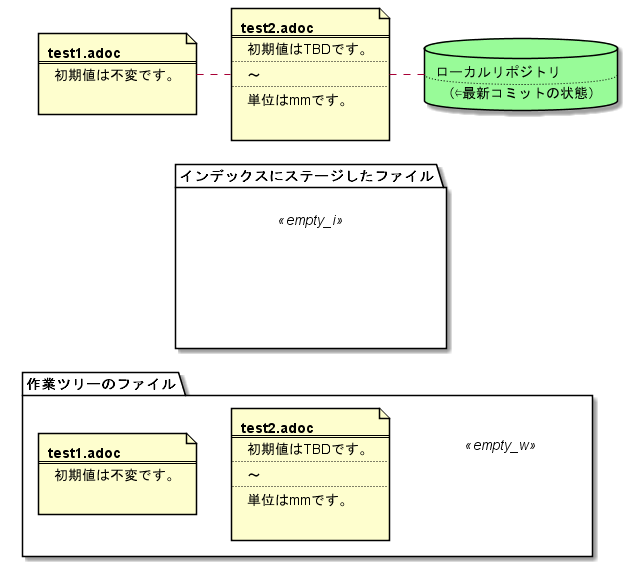 test1.adoc
初期値は不変です。
test2.adoc
初期値はTBDです。
～
単位はmmです。
ローカルリポジトリ
（⇐最新コミットの状態）
インデックスにステージしたファイル
«empty_i»
作業ツリーのファイル
test1.adoc
初期値は不変です。
test2.adoc
初期値はTBDです。
～
単位はmmです。
«empty_w»